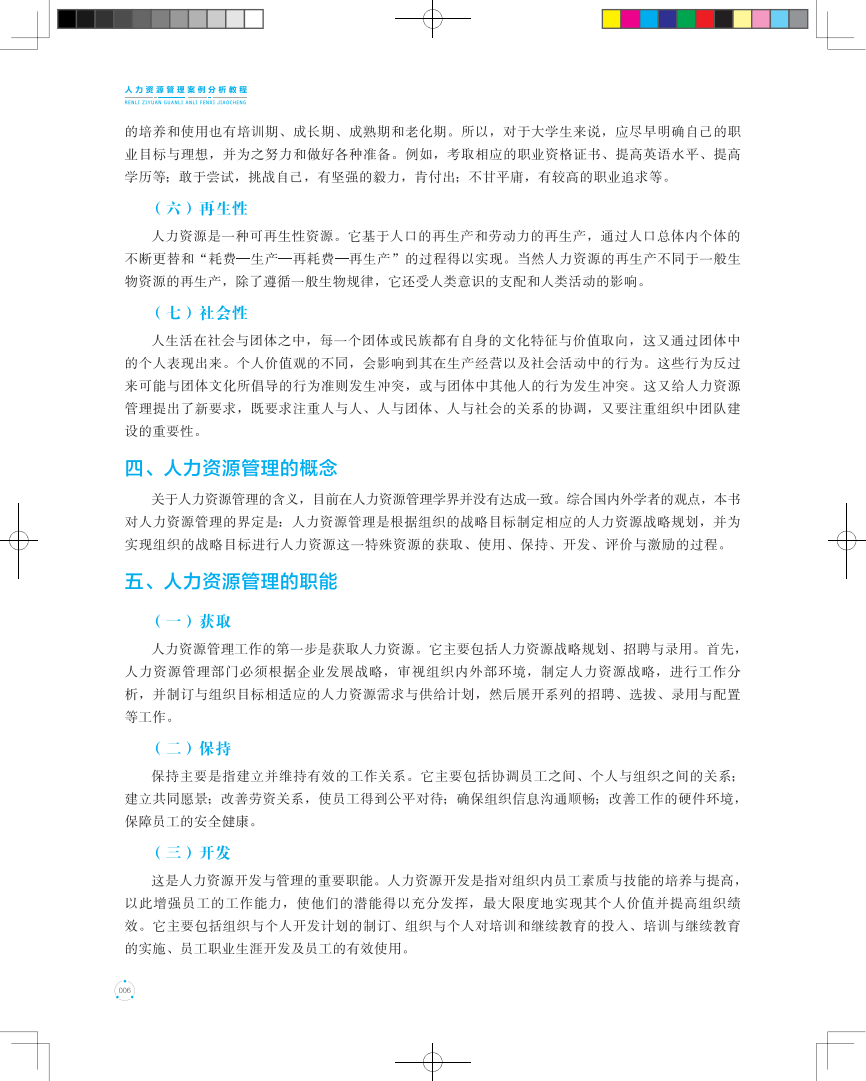 人力资源管理案例分析教程
RENLI ZIYUAN GUANLI ANLI FENXI JIAOCHENG
的培养和使用也有培训期、成长期、成熟期和老化期。所以，对于大学生来说，应尽早明确自己的职
业目标与理想，并为之努力和做好各种准备。例如，考取相应的职业资格证书、提高英语水平、提高
学历等；敢于尝试，挑战自己，有坚强的毅力，肯付出；不甘平庸，有较高的职业追求等。
（六）再生性
人力资源是一种可再生性资源。它基于人口的再生产和劳动力的再生产，通过人口总体内个体的
不断更替和“耗费—生产—再耗费—再生产”的过程得以实现。当然人力资源的再生产不同于一般生
物资源的再生产，除了遵循一般生物规律，它还受人类意识的支配和人类活动的影响。
（七）社会性
人生活在社会与团体之中，每一个团体或民族都有自身的文化特征与价值取向，这又通过团体中
的个人表现出来。个人价值观的不同，会影响到其在生产经营以及社会活动中的行为。这些行为反过
来可能与团体文化所倡导的行为准则发生冲突，或与团体中其他人的行为发生冲突。这又给人力资源
管理提出了新要求，既要求注重人与人、人与团体、人与社会的关系的协调，又要注重组织中团队建
设的重要性。
四、人力资源管理的概念
关于人力资源管理的含义，目前在人力资源管理学界并没有达成一致。综合国内外学者的观点，本书
对人力资源管理的界定是：人力资源管理是根据组织的战略目标制定相应的人力资源战略规划，并为
实现组织的战略目标进行人力资源这一特殊资源的获取、使用、保持、开发、评价与激励的过程。
五、人力资源管理的职能
（一）获取
人力资源管理工作的第一步是获取人力资源。它主要包括人力资源战略规划、招聘与录用。首先，
人力资源管理部门必须根据企业发展战略，审视组织内外部环境，制定人力资源战略，进行工作分
析，并制订与组织目标相适应的人力资源需求与供给计划，然后展开系列的招聘、选拔、录用与配置
等工作。
（二）保持
保持主要是指建立并维持有效的工作关系。它主要包括协调员工之间、个人与组织之间的关系；
建立共同愿景；改善劳资关系，使员工得到公平对待；确保组织信息沟通顺畅；改善工作的硬件环境，
保障员工的安全健康。
（三）开发
这是人力资源开发与管理的重要职能。人力资源开发是指对组织内员工素质与技能的培养与提高，
以此增强员工的工作能力，使他们的潜能得以充分发挥，最大限度地实现其个人价值并提高组织绩
效。它主要包括组织与个人开发计划的制订、组织与个人对培训和继续教育的投入、培训与继续教育
的实施、员工职业生涯开发及员工的有效使用。
006